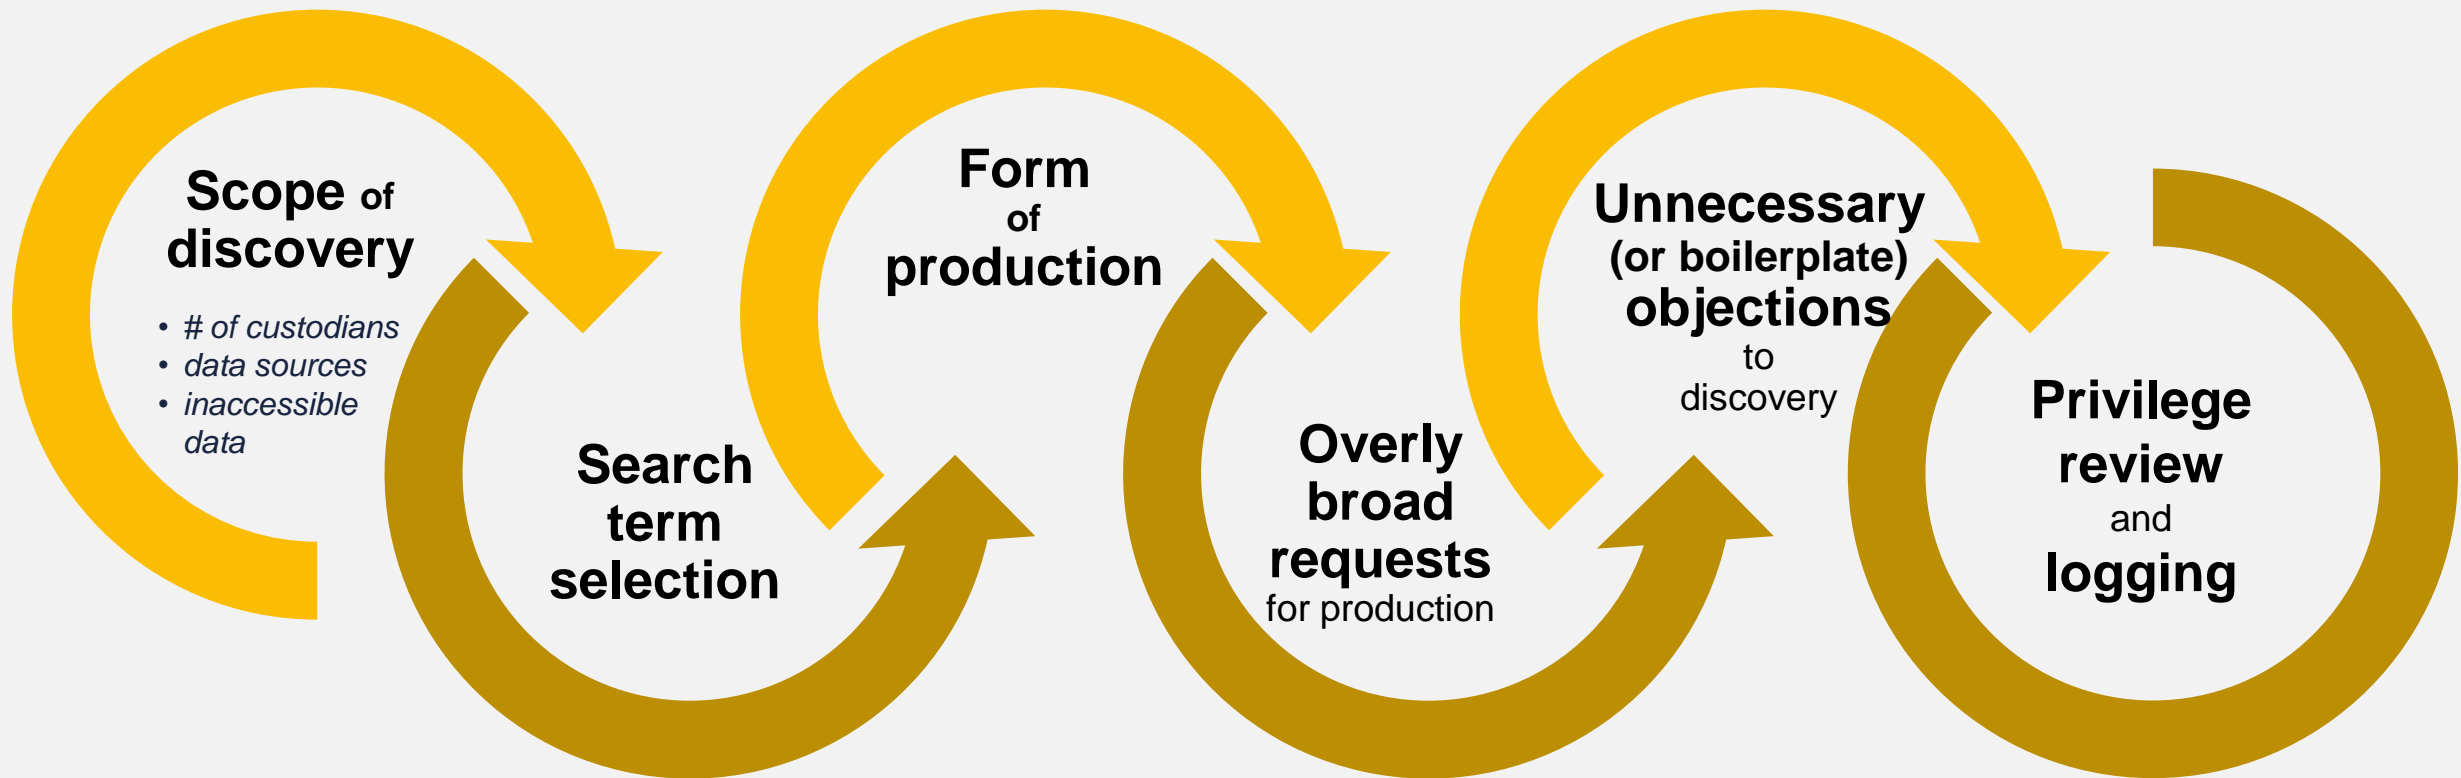 Scope of
discovery
• # of custodians
• data sources
• inaccessible
data
Search
term
selection
Form
of
production
Overly
broad
requests
for production
Unnecessary
(or boilerplate)
objections
to
discovery
Privilege
review
and
logging